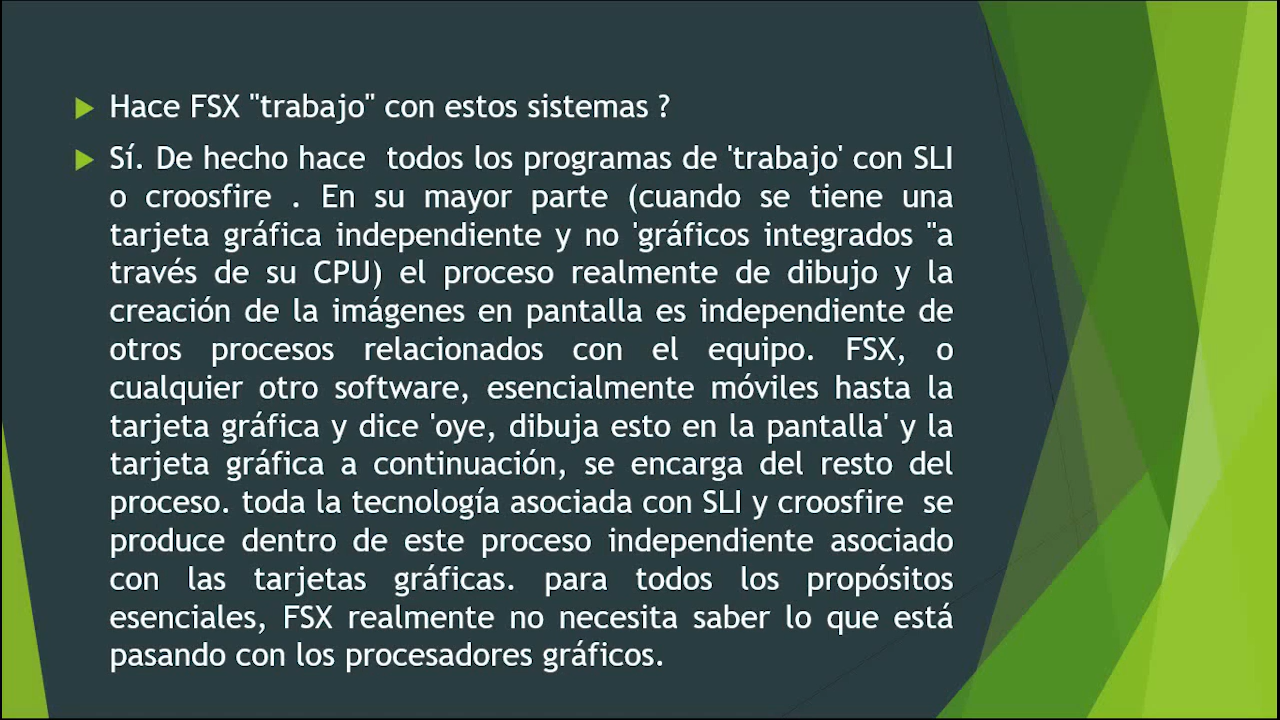 Hace FSX "trabajo" con estos sistemas ?
Sí. De hecho hace  todos los programas de 'trabajo' con SLI
o croosfire . En su mayor parte (cuando se tiene una
tarjeta gráfica independiente y no 'gráficos integrados "a
través de su CPU) el proceso realmente de dibujo y la
creación de la imágenes en pantalla es independiente de
otros procesos relacionados con el equipo. FSX, o
cualquier otro software, esencialmente móviles hasta la
tarjeta gráfica y dice 'oye, dibuja esto en la pantalla' y la
tarjeta gráfica a continuación, se encarga del resto del
proceso. toda la tecnología asociada con SLI y croosfire  se
produce dentro de este proceso independiente asociado
con las tarjetas gráficas. para todos los propósitos
esenciales, FSX realmente no necesita saber lo que está
pasando con los procesadores gráficos.